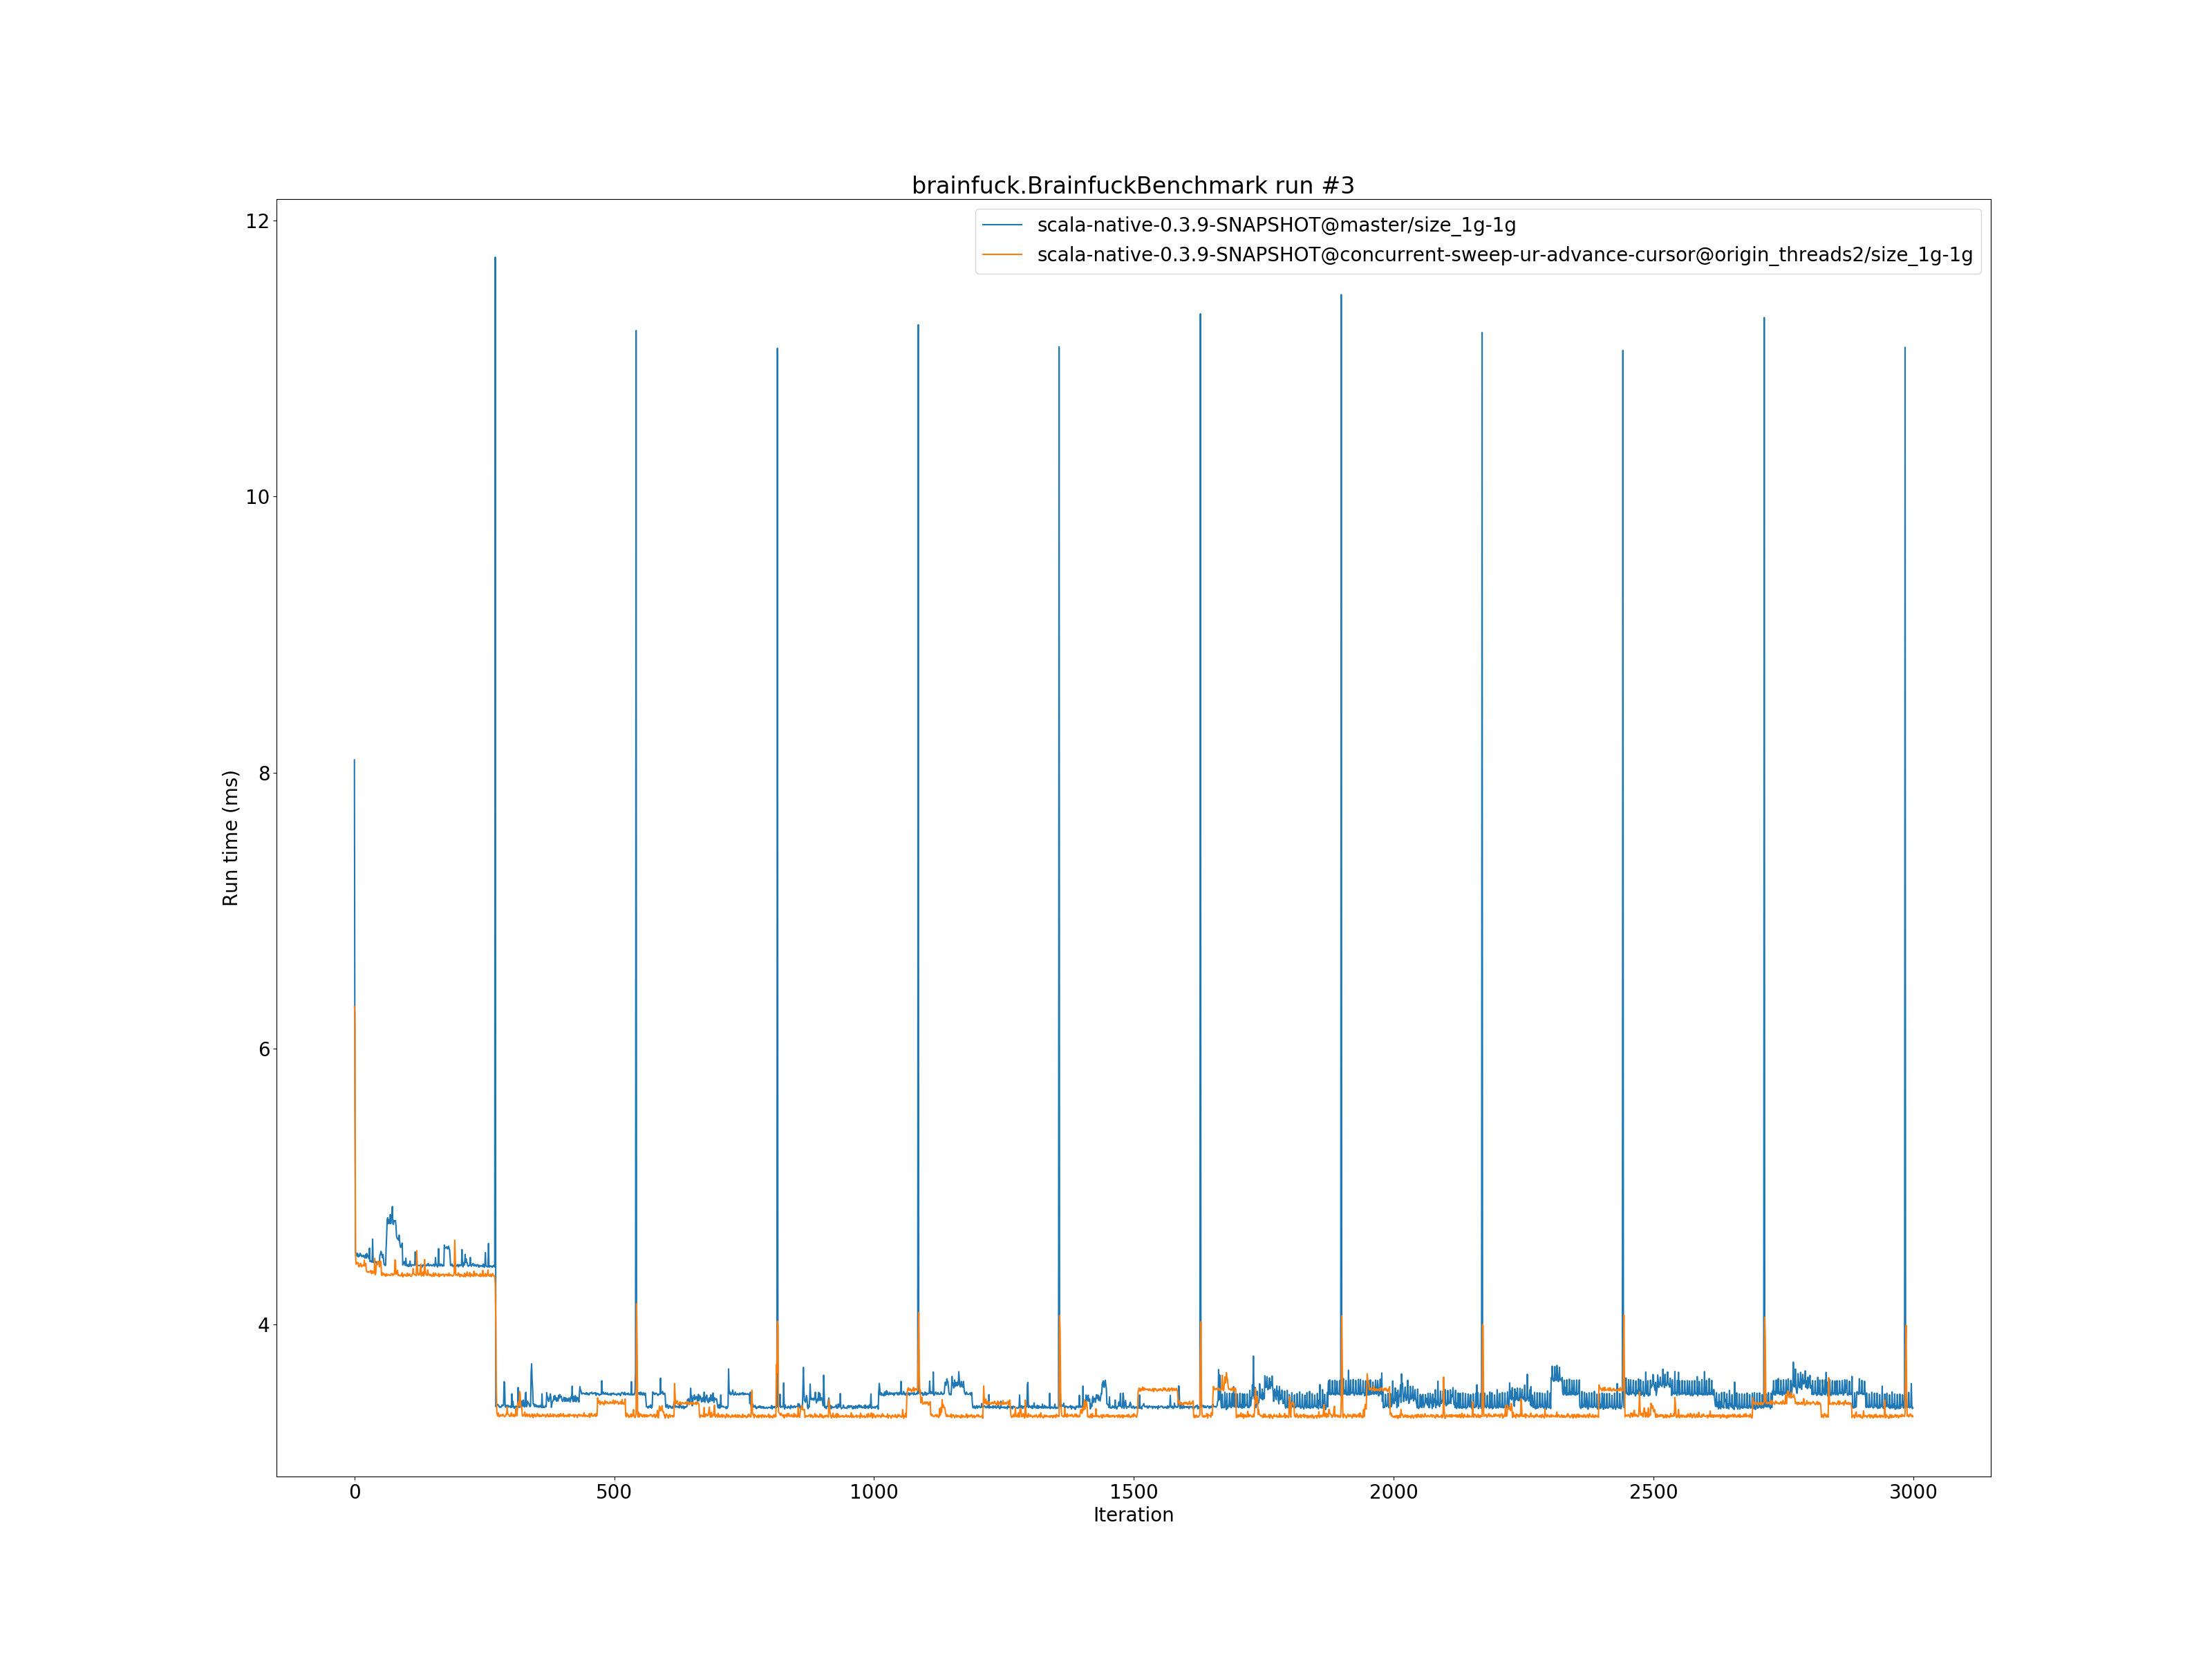 brainfuck.BrainfuckBenchmark run #3
scala-native-0.3.9-SNAPSHOT@master/size_1g-1g
scala-native-0.3.9-SNAPSHOT@concurrent-sweep-ur-advance-cursor@origin_threads2/size_1g-1g
12
10
8
6
4
Run time (ms)
0 500 1000 1500 2000 2500 3000
Iteration